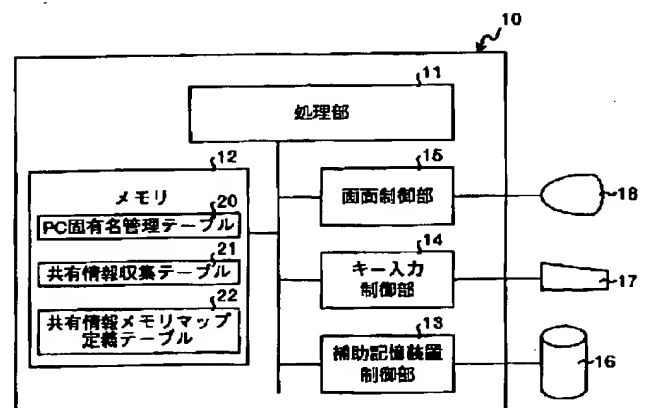 10
11
処理部
12
メモリ
20
PC固有名管理テーブル
21
共有情報収集テーブル
22
共有情報メモリマップ
定義テーブル
15
画面制御部
18
14
キー入力
制御部
17
13
補助記憶装置
制御部
16